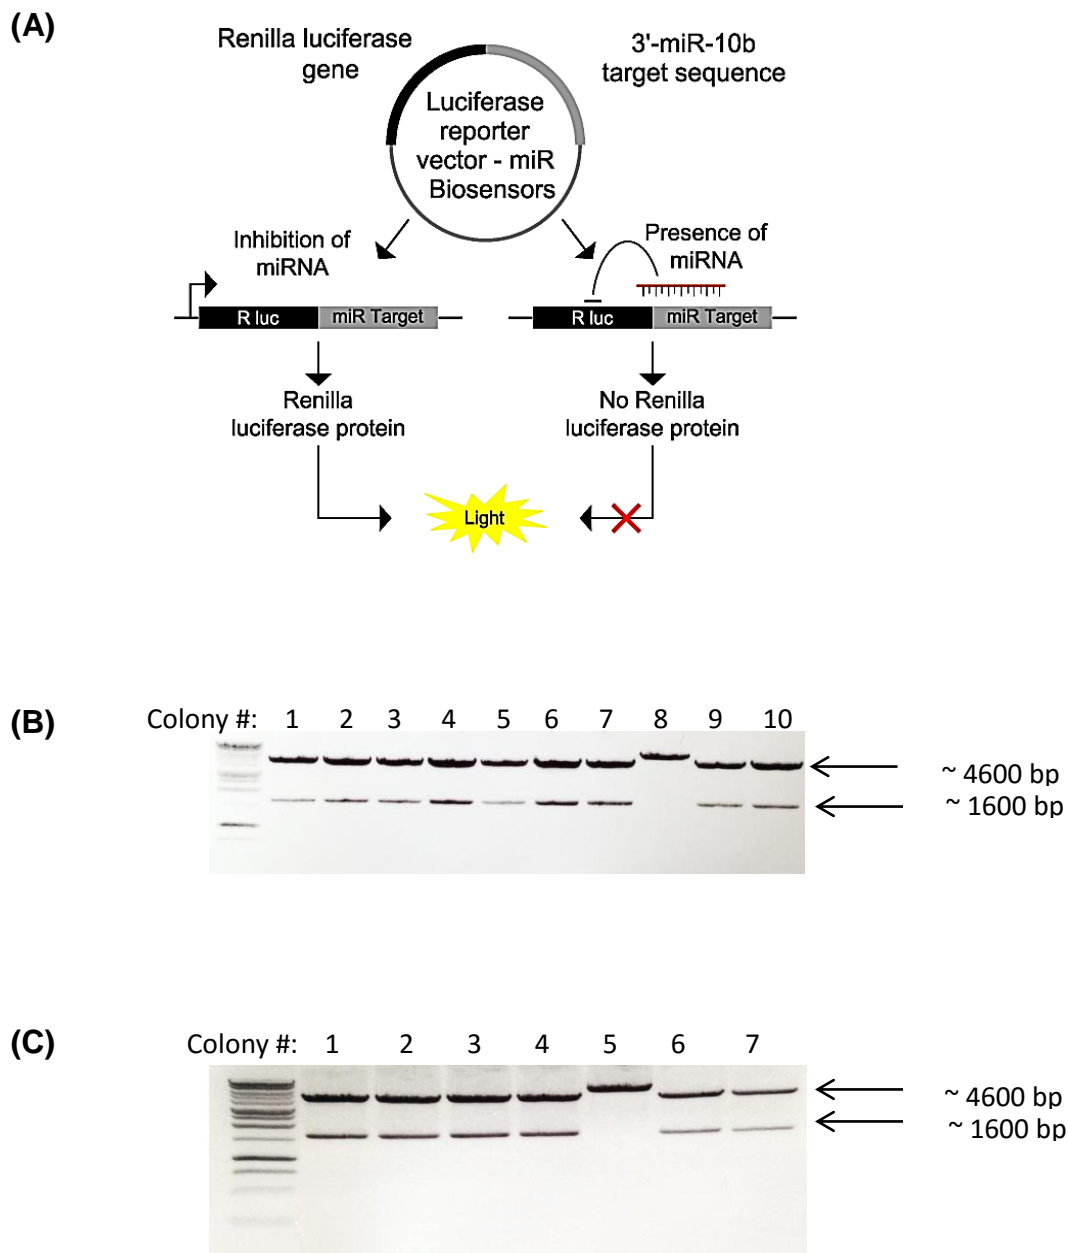 (A)
Renilla luciferase
gene
3'-miR-10b
target sequence
Luciferase
reporter
vector - miR
Biosensors
Inhibition of
miRNA
Presence of
miRNA
R luc
miR Target
R luc
miR Target
Renilla
luciferase protein
No Renilla
luciferase protein
Light
(B)
Colony #: 1 2 3 4 5 6 7 8 9 10
~ 4600 bp
~ 1600 bp
(C)
Colony #: 1 2 3 4 5 6 7
~ 4600 bp
~ 1600 bp